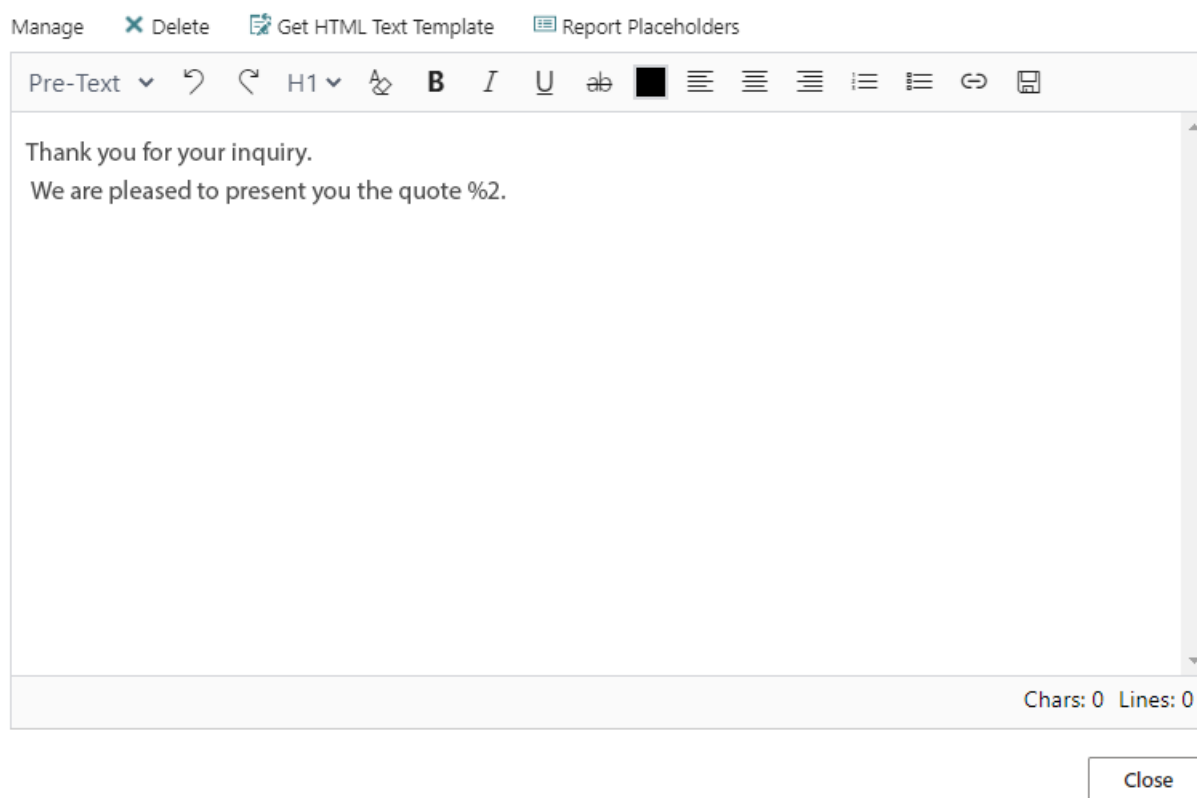 Manage Delete Get HTML Text Template Report Placeholders
Pre-Text H1 B I U ab
Thank you for your inquiry.
We are pleased to present you the quote %2.
Chars: 0 Lines: 0
Close